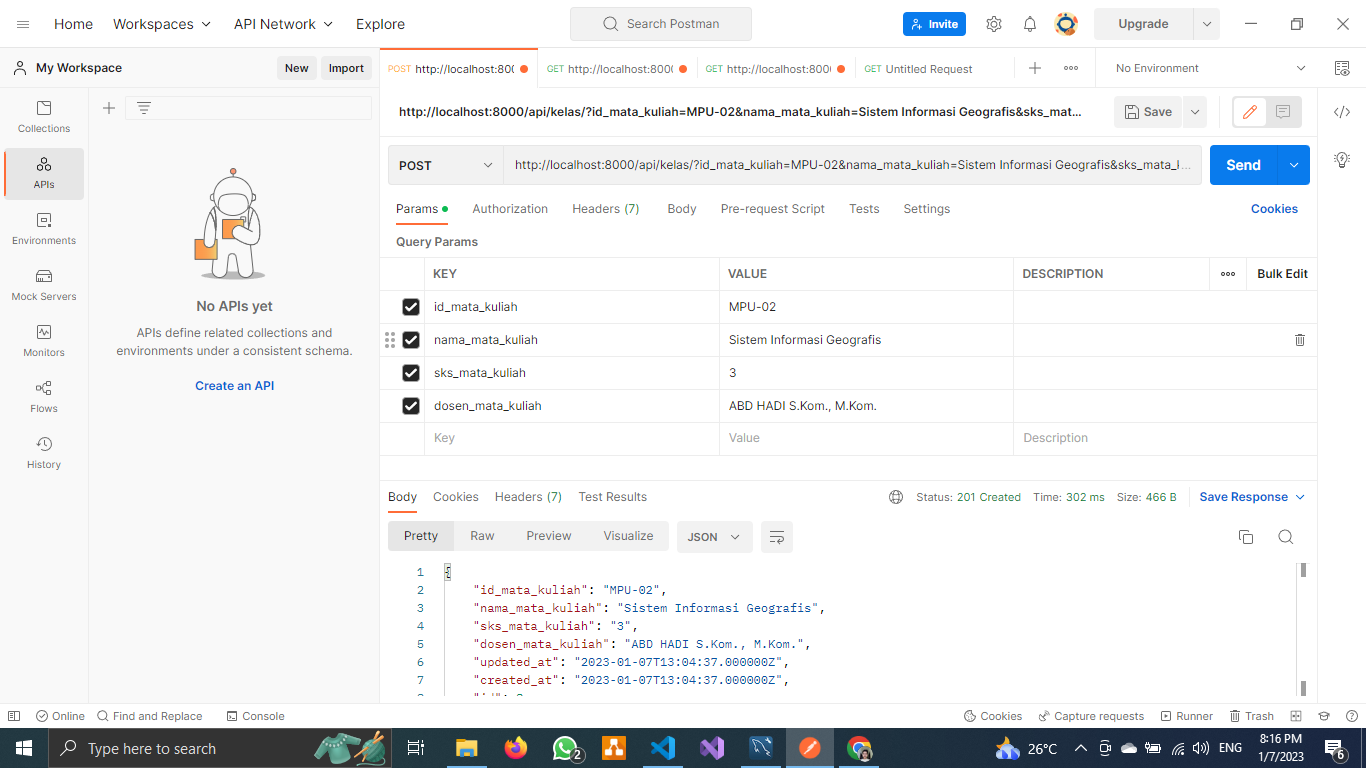 Home Workspaces API Network Explore Search Postman Invite Upgrade
My Workspace New Import
POST http://localhost:800 GET http://localhost:800 GET http://localhost:800 GET Untitled Request No Environment
Collections
APIs
Environments
Mock Servers
Monitors
Flows
History
No APIs yet
APIs define related collections and
environments under a consistent schema.
Create an API
http://localhost:8000/api/kelas/?id_mata_kuliah=MPU-02&nama_mata_kuliah=Sistem Informasi Geografis&sks_mat... Save
POST http://localhost:8000/api/kelas/?id_mata_kuliah=MPU-02&nama_mata_kuliah=Sistem Informasi Geografis&sks_mata_k... Send
Params Authorization Headers (7) Body Pre-request Script Tests Settings Cookies
Query Params
KEY VALUE DESCRIPTION Bulk Edit
id_mata_kuliah MPU-02
nama_mata_kuliah Sistem Informasi Geografis
sks_mata_kuliah 3
dosen_mata_kuliah ABD HADI S.Kom., M.Kom.
Key Value Description
Body Cookies Headers (7) Test Results Status: 201 Created Time: 302 ms Size: 466 B Save Response
Pretty Raw Preview Visualize JSON
1 {
2 "id_mata_kuliah": "MPU-02",
3 "nama_mata_kuliah": "Sistem Informasi Geografis",
4 "sks_mata_kuliah": "3",
5 "dosen_mata_kuliah": "ABD HADI S.Kom., M.Kom.",
6 "updated_at": "2023-01-07T13:04:37.000000Z",
7 "created_at": "2023-01-07T13:04:37.000000Z",
Online Find and Replace Console Cookies Capture requests Runner Trash
Type here to search 2 26°C ENG 8:16 PM
1/7/2023 6